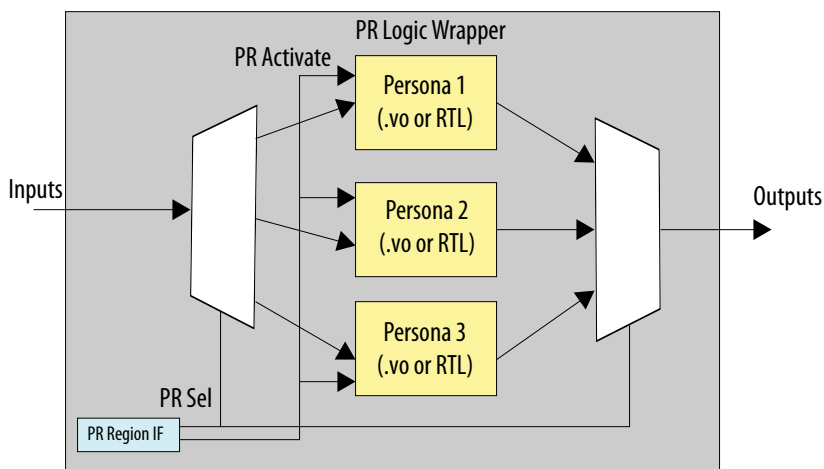 PR Logic Wrapper
PR Activate
Persona 1
(.vo or RTL)
Inputs
Persona 2
(.vo or RTL)
Outputs
Persona 3
(.vo or RTL)
PR Sel
PR Region IF